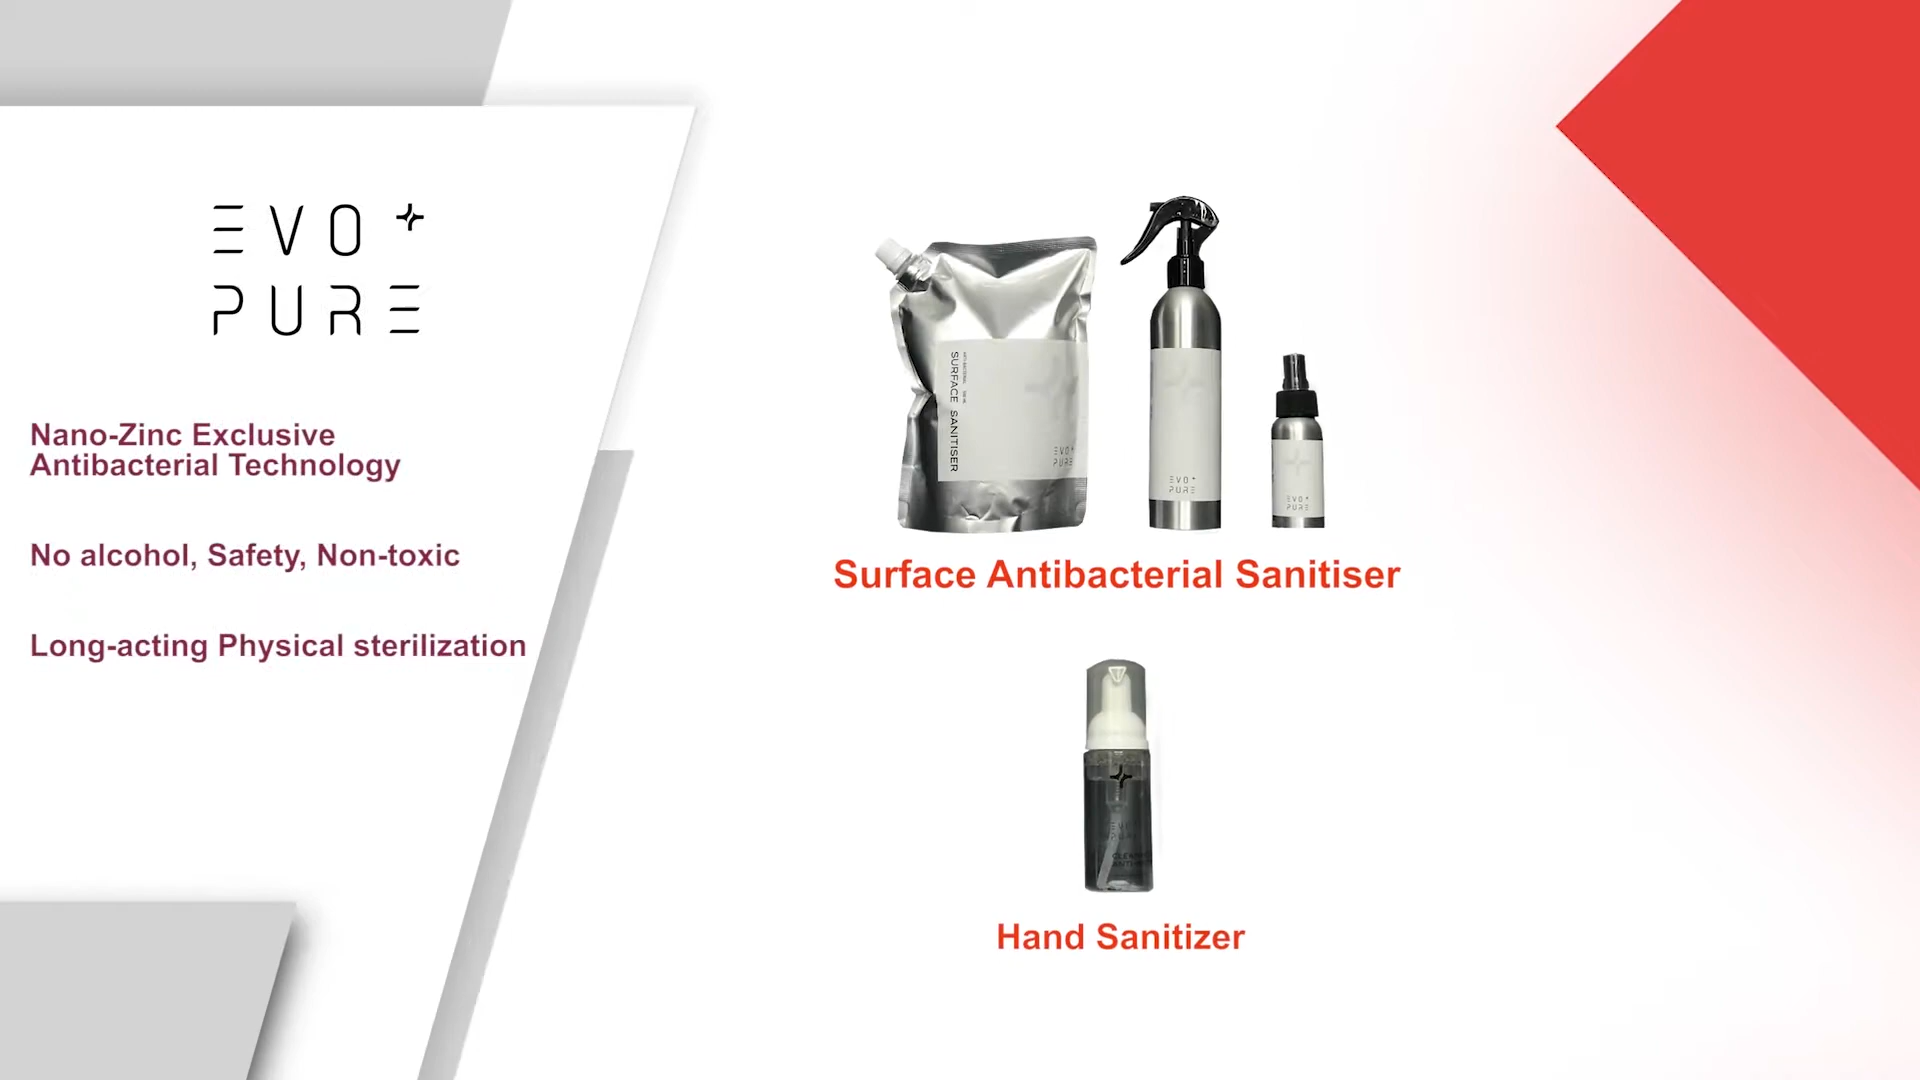 EVO+
PURE
Nano-Zinc Exclusive
Antibacterial Technology
No alcohol, Safety, Non-toxic
Long-acting Physical sterilization
SURFACE SANITISER
EVO+
PURE
EVO+
PURE
EVO+
PURE
Surface Antibacterial Sanitiser
Hand Sanitizer